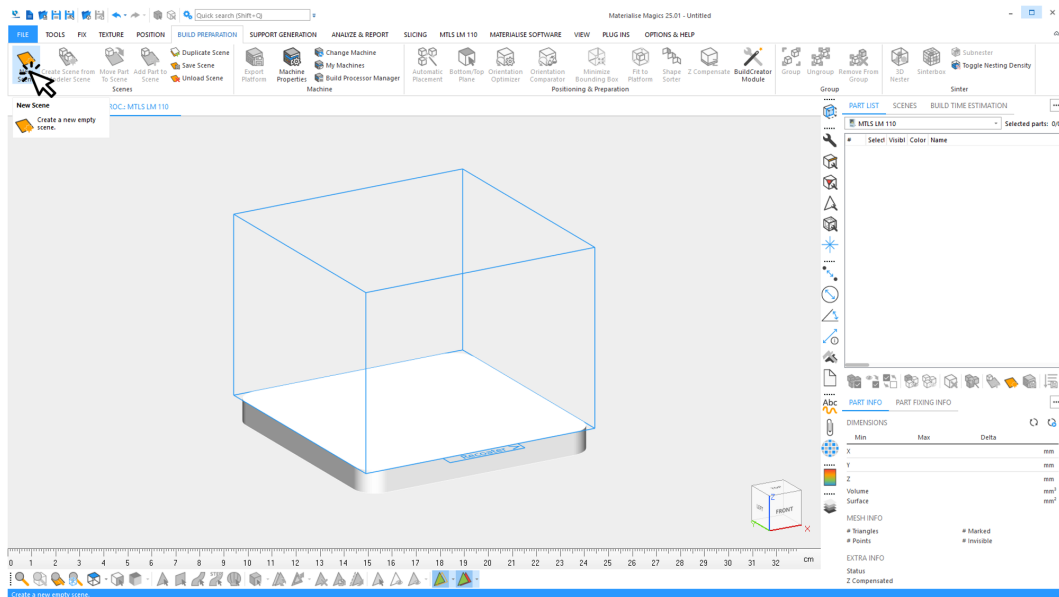 Quick search (Shift+Q)
Materialise Magics 25.01 - Untitled
FILE TOOLS FIX TEXTURE POSITION BUILD PREPARATION SUPPORT GENERATION ANALYZE & REPORT SLICING MTLS LM 110 MATERIALISE SOFTWARE VIEW PLUG INS OPTIONS & HELP
Create Scene from
Move Part
To Scene
Add Part to
Scene
Duplicate Scene
Save Scene
Unload Scene
Scenes
Export
Platform
Machine
Properties
Change Machine
My Machines
Build Processor Manager
Machine
Automatic
Placement
Bottom/Top
Plane
Orientation
Optimizer
Orientation
Comparator
Minimize
Bounding Box
Fit to
Platform
Shape
Sorter
Z Compensate
BuildCreator
Module
Positioning & Preparation
Group
Ungroup
Remove From
Group
Group
3D
Nester
Sinterbox
Subnester
Toggle Nesting Density
Sinter
New Scene
Create a new empty
scene.
MTLS LM 110
PART LIST SCENES BUILD TIME ESTIMATION
MTLS LM 110
Selected parts: 0/
# Select Visibl Color Name
Recoater
FRONT
Z
X
0 1 2 3 4 5 6 7 8 9 10 11 12 13 14 15 16 17 18 19 20 21 22 23 24 25 26 27 28 29 30 31 32 cm
Abc
PART INFO PART FIXING INFO
DIMENSIONS
Min Max Delta
X mm
Y mm
Z mm
Volume mm³
Surface mm²
MESH INFO
# Triangles # Marked
# Points # Invisible
EXTRA INFO
Status
Z Compensated
Create a new empty scene.